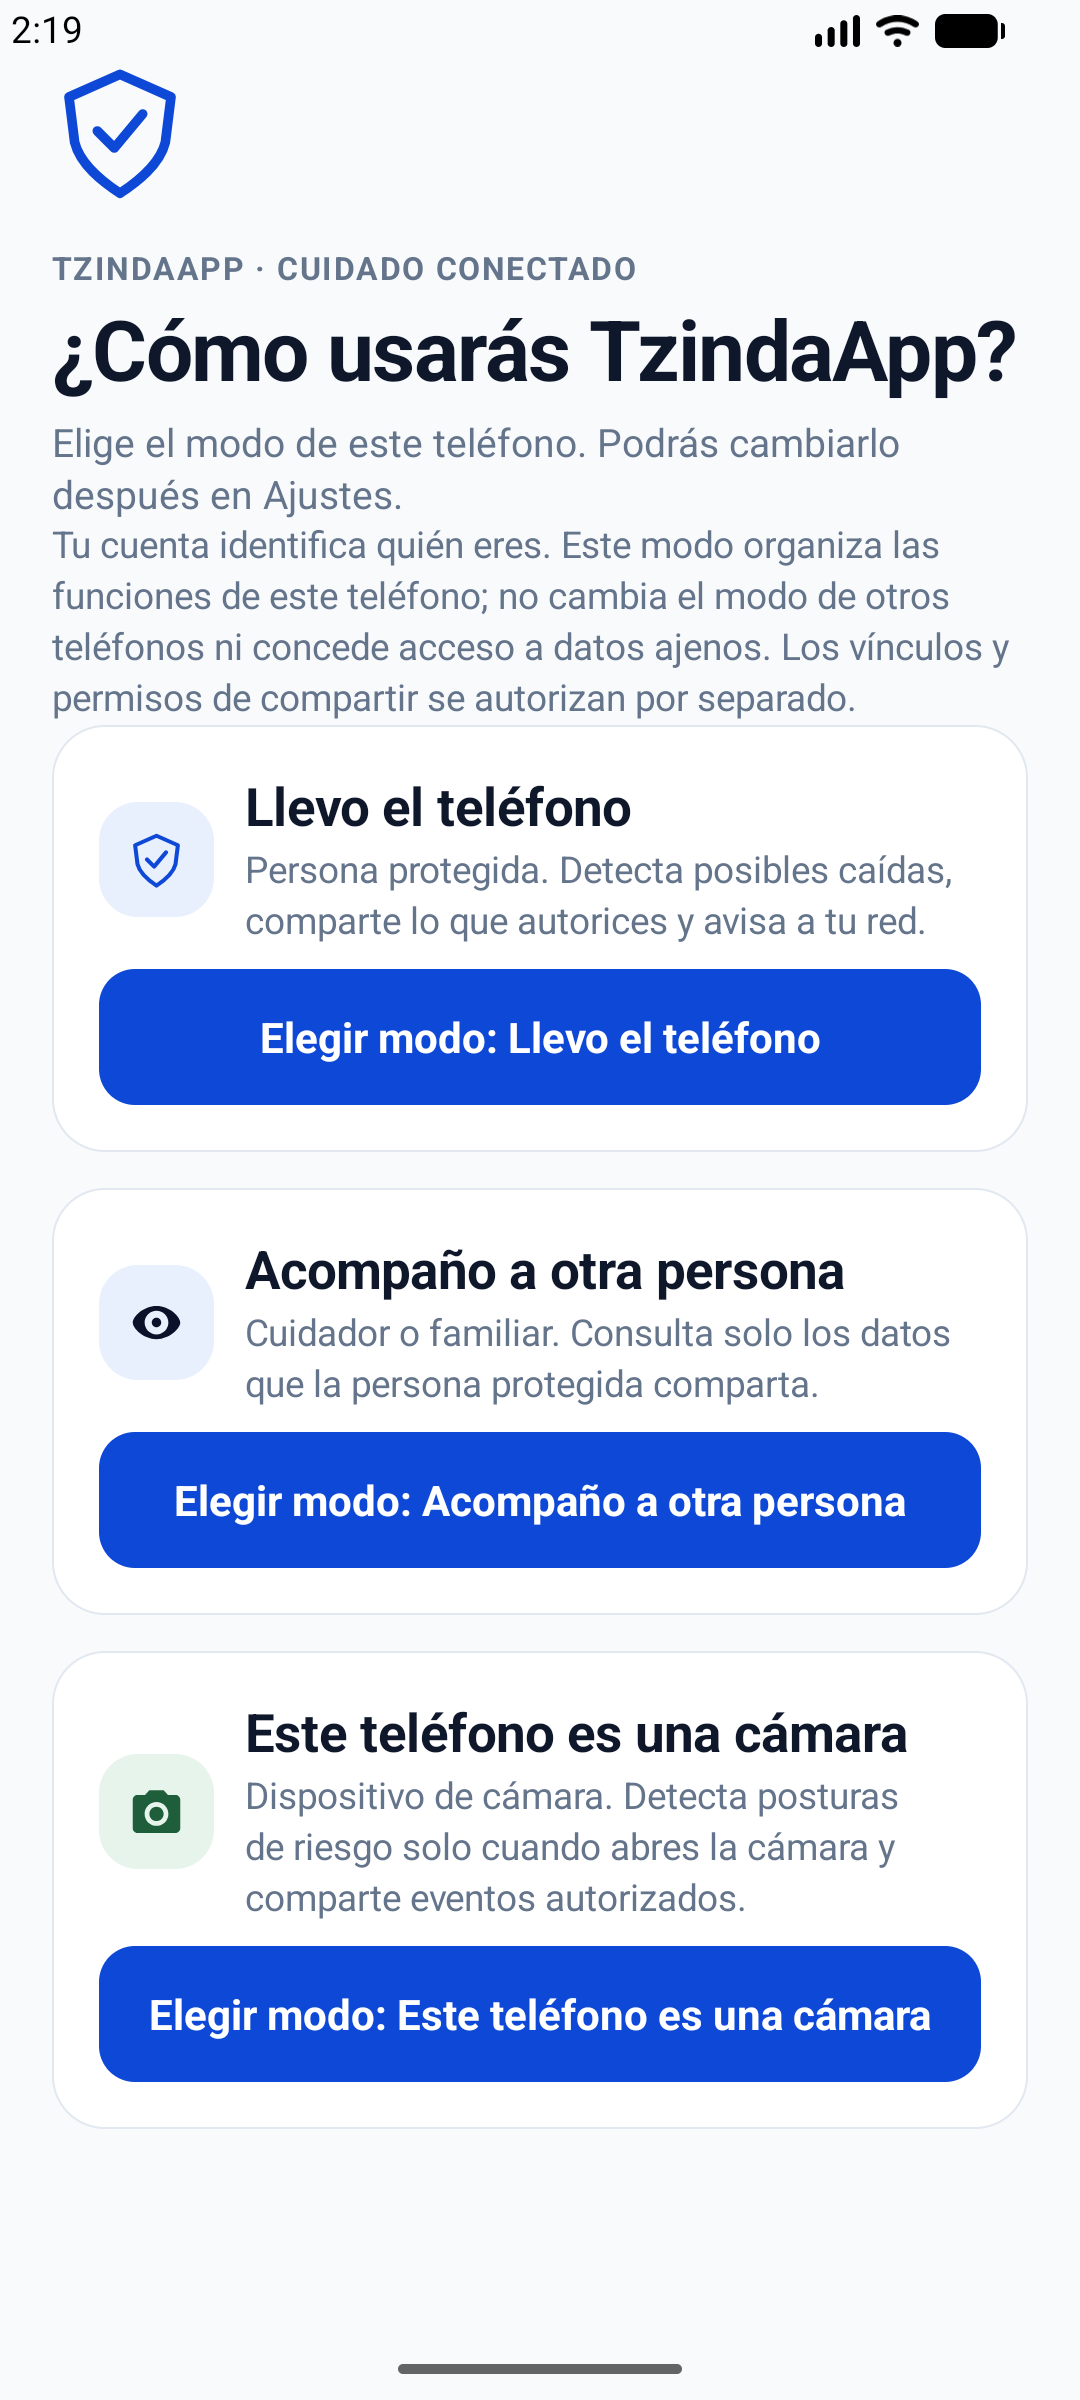 2:19
TZINDAAPP · CUIDADO CONECTADO
¿Cómo usarás TzindaApp?
Elige el modo de este teléfono. Podrás cambiarlo
después en Ajustes.
Tu cuenta identifica quién eres. Este modo organiza las
funciones de este teléfono; no cambia el modo de otros
teléfonos ni concede acceso a datos ajenos. Los vínculos y
permisos de compartir se autorizan por separado.
Llevo el teléfono
Persona protegida. Detecta posibles caídas,
comparte lo que autorices y avisa a tu red.
Elegir modo: Llevo el teléfono
Acompaño a otra persona
Cuidador o familiar. Consulta solo los datos
que la persona protegida comparta.
Elegir modo: Acompaño a otra persona
Este teléfono es una cámara
Dispositivo de cámara. Detecta posturas
de riesgo solo cuando abres la cámara y
comparte eventos autorizados.
Elegir modo: Este teléfono es una cámara